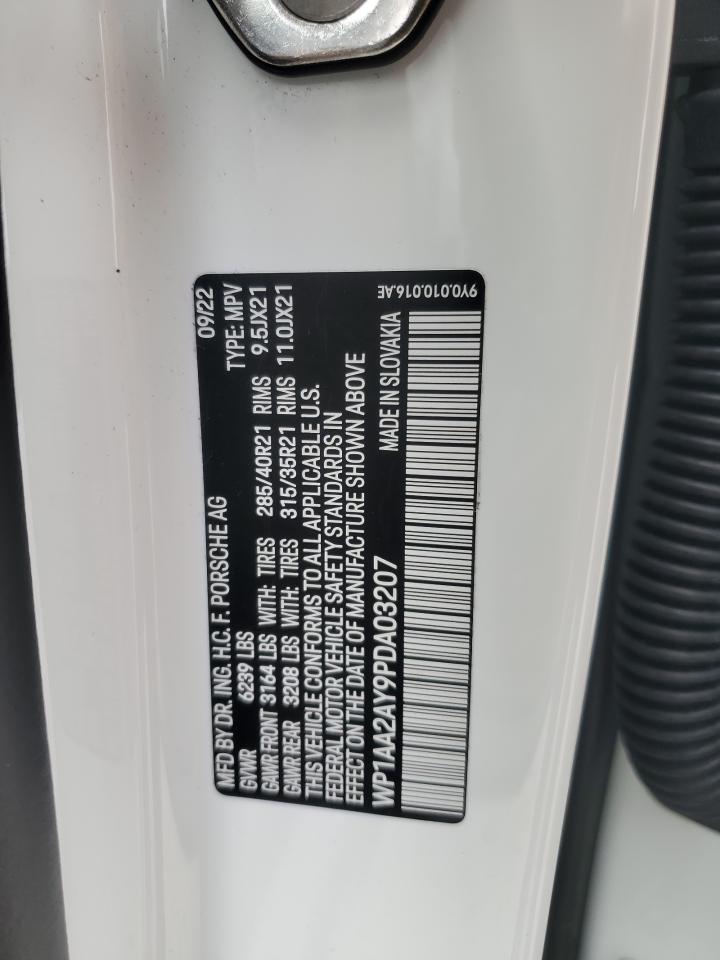 MFD BY DR. ING. H.C. F. PORSCHE AG 09/22
GVWR 6239 LBS TYPE: MPV
GAWR FRONT 3164 LBS WITH: TIRES 285/40R21 RIMS 9.5JX21
GAWR REAR 3208 LBS WITH: TIRES 315/35R21 RIMS 11.0JX21
THIS VEHICLE CONFORMS TO ALL APPLICABLE U.S.
FEDERAL MOTOR VEHICLE SAFETY STANDARDS IN
EFFECT ON THE DATE OF MANUFACTURE SHOWN ABOVE
WP1AA2AY9PDA03207 MADE IN SLOVAKIA
9Y0.010.016.AE